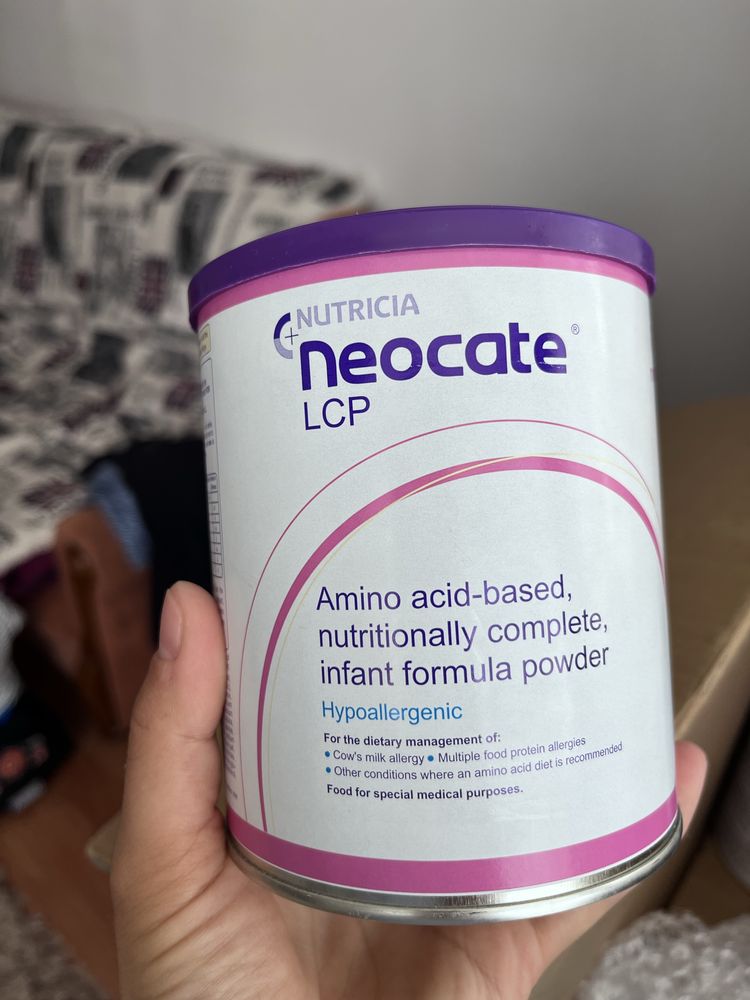 NUTRICIA
neocate®
LCP
Amino acid-based,
nutritionally complete,
infant formula powder
Hypoallergenic
For the dietary management of:
• Cow's milk allergy • Multiple food protein allergies
• Other conditions where an amino acid diet is recommended
Food for special medical purposes.